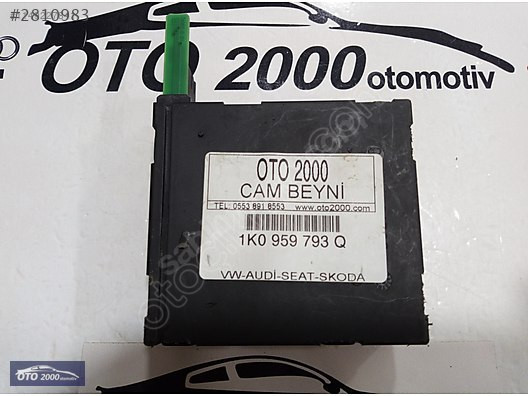 #2810983
OTO 2000 otomotiv
OTO 2000
CAM BEYNİ
TEL: 0553 891 8553 www.oto2000.com
1K0 959 793 Q
VW-AUDİ-SEAT-SKODA
OTO 2000 otomotiv